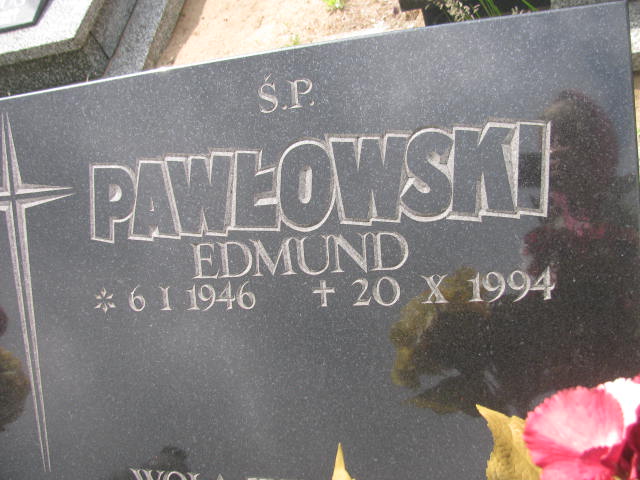 Ś.P.
PAWŁOWSKI
EDMUND
* 6 I 1946 + 20 X 1994